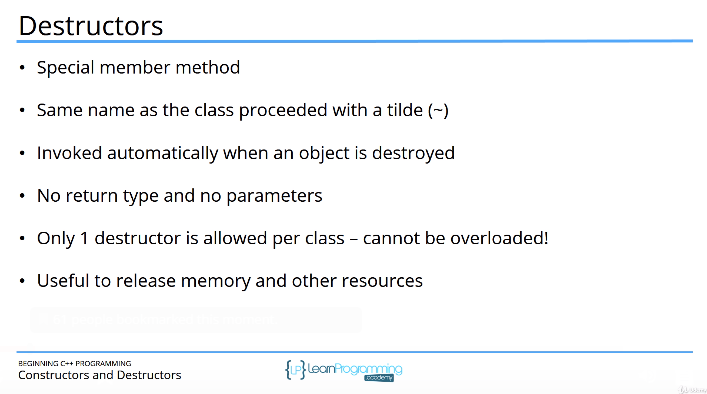 Destructors
• Special member method
• Same name as the class proceeded with a tilde (~)
• Invoked automatically when an object is destroyed
• No return type and no parameters
• Only 1 destructor is allowed per class – cannot be overloaded!
• Useful to release memory and other resources
BEGINNING C++ PROGRAMMING
Constructors and Destructors
{LP} LearnProgramming
academy